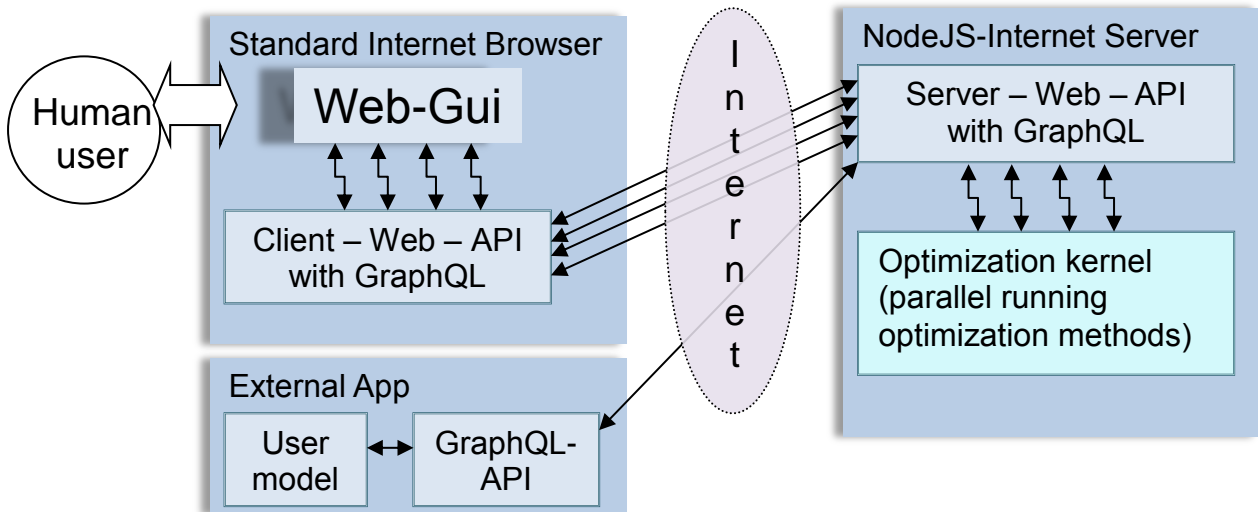 Human
user
Standard Internet Browser
Web-Gui
Client – Web – API
with GraphQL
External App
User
model
GraphQL-
API
I
n
t
e
r
n
e
t
NodeJS-Internet Server
Server – Web – API
with GraphQL
Optimization kernel
(parallel running
optimization methods)